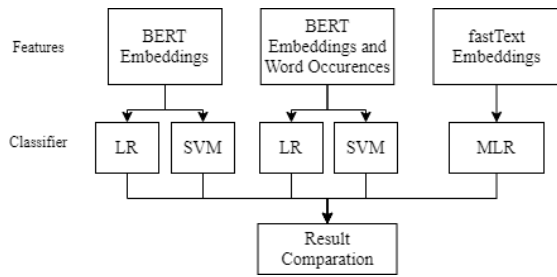 Features
BERT
Embeddings
BERT
Embeddings and
Word Occurences
fastText
Embeddings
Classifier
LR
SVM
LR
SVM
MLR
Result
Comparation